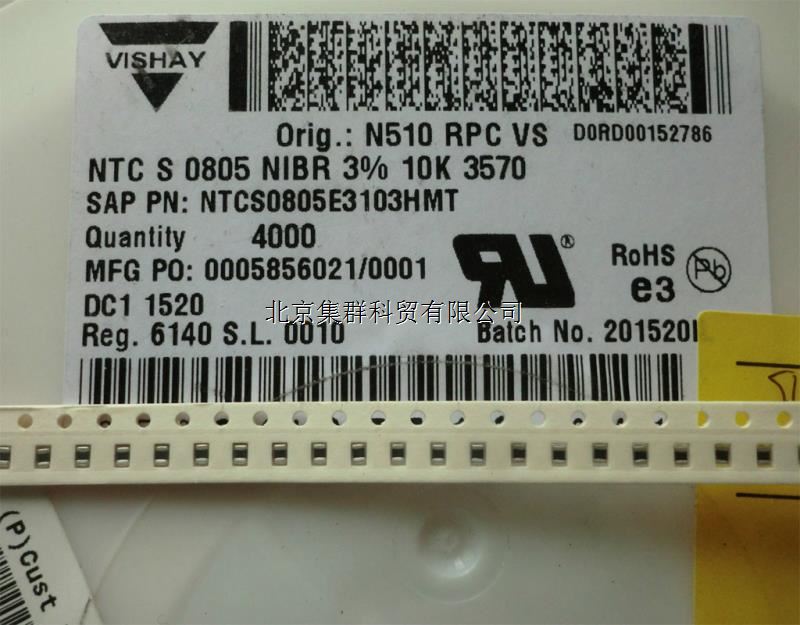 VISHAY
Orig.: N510 RPC VS D0RD00152786
NTC S 0805 NIBR 3% 10K 3570
SAP PN: NTCS0805E3103HMT
Quantity 4000
RU ®
RoHS
Pb
MFG PO: 0005856021/0001
e3
DC1 1520
北京集群科贸有限公司
Reg. 6140 S.L. 0010 Batch No. 201520
(P)Cust